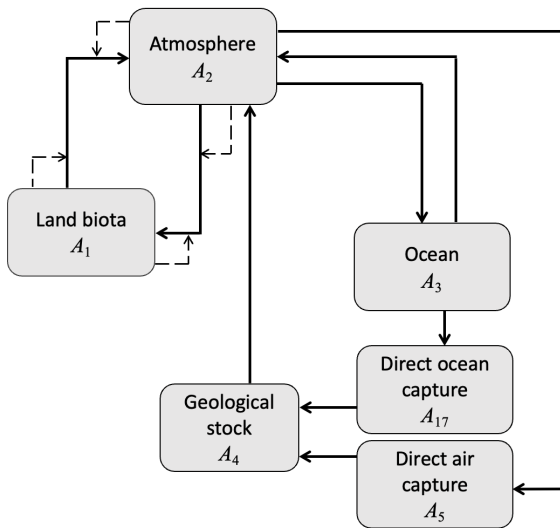 Atmosphere
A2
Land biota
A1
Ocean
A3
Direct ocean
capture
A17
Geological
stock
A4
Direct air
capture
A5